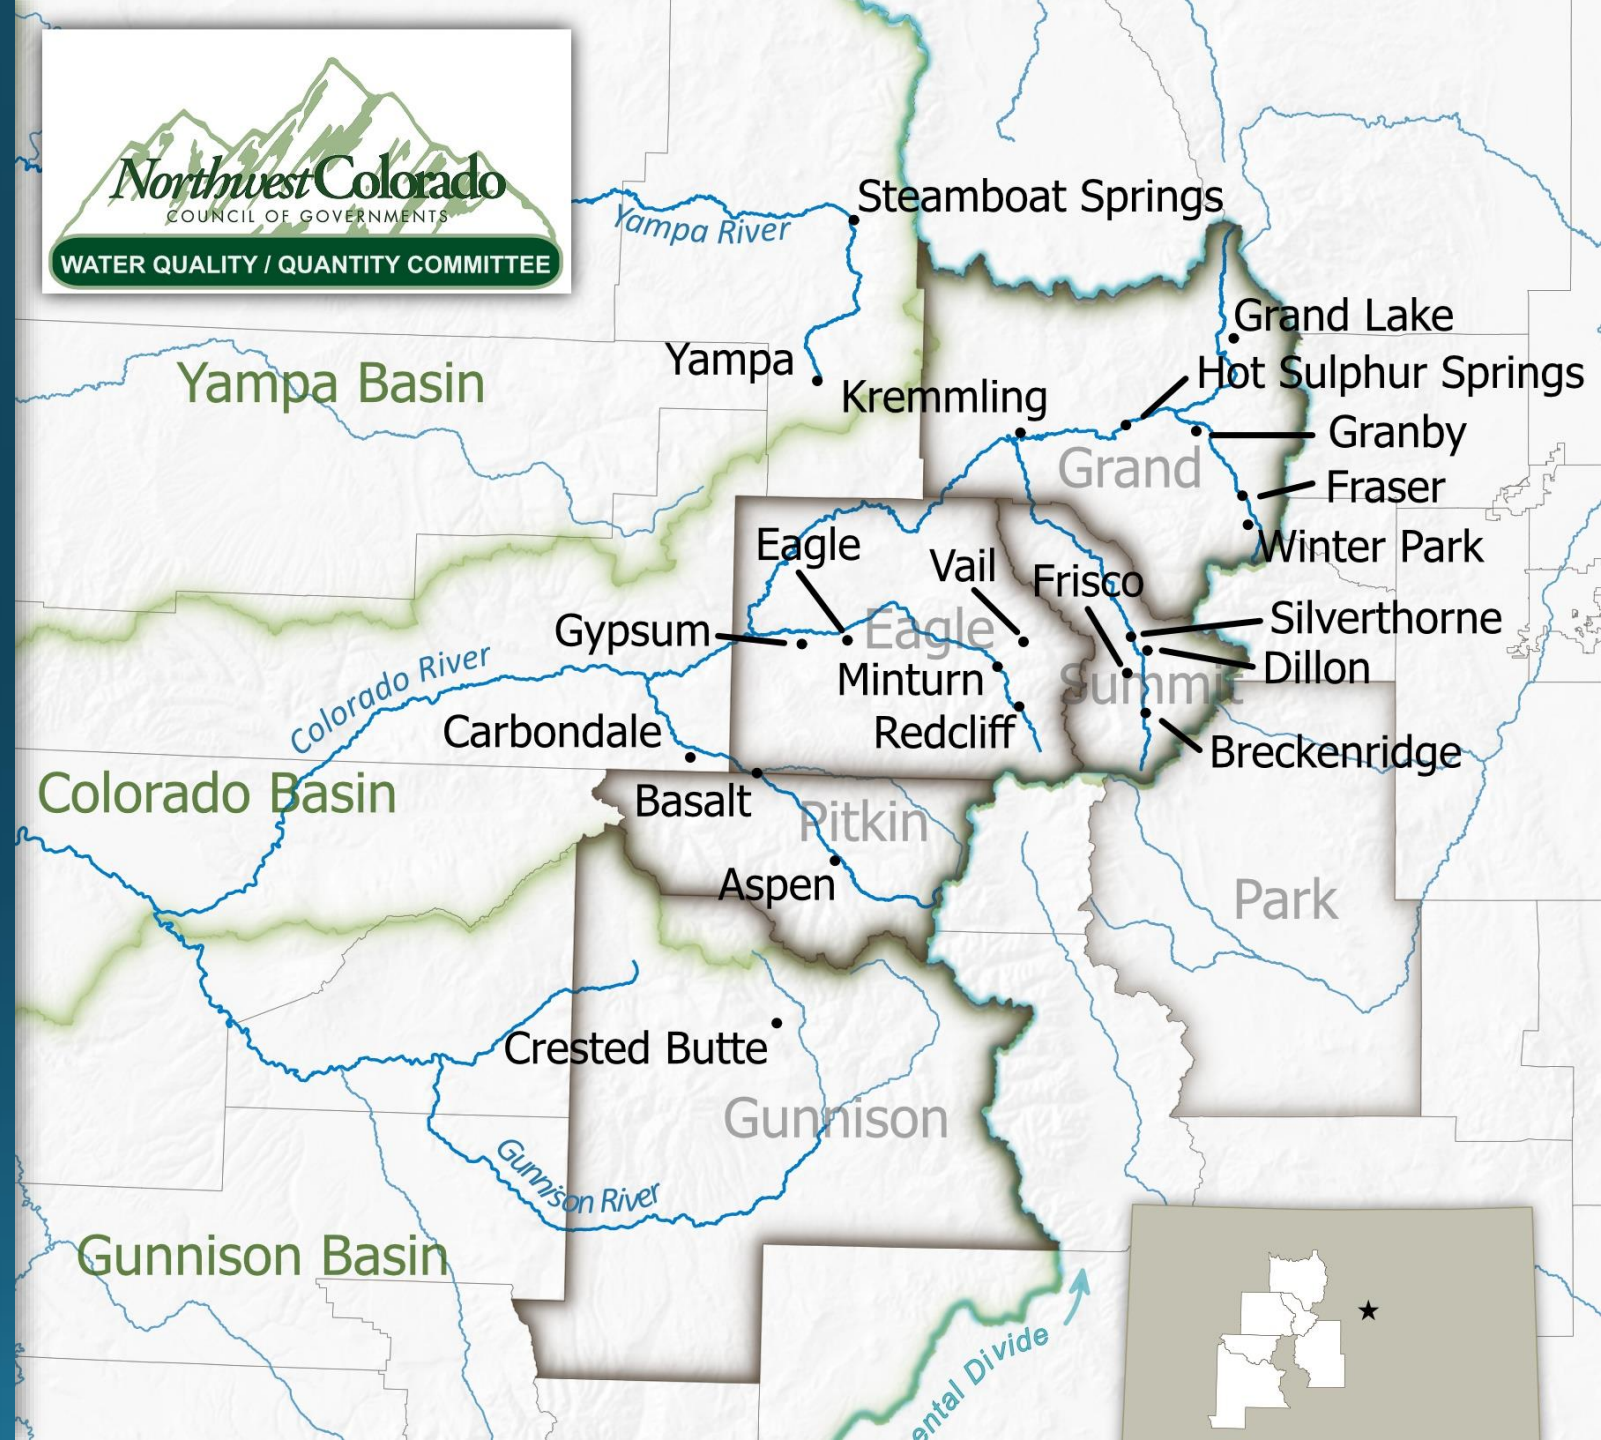 Northwest Colorado
COUNCIL OF GOVERNMENTS
WATER QUALITY / QUANTITY COMMITTEE
Steamboat Springs
Yampa River
Grand Lake
Yampa
Yampa Basin
Hot Sulphur Springs
Kremmling
Granby
Grand
Fraser
Eagle
Winter Park
Vail
Frisco
Gypsum
Eagle
Silverthorne
Colorado River
Minturn
Summit
Dillon
Carbondale
Redcliff
Breckenridge
Colorado Basin
Basalt
Pitkin
Aspen
Park
Crested Butte
Gunnison
Gunnison River
Gunnison Basin
ental Divide